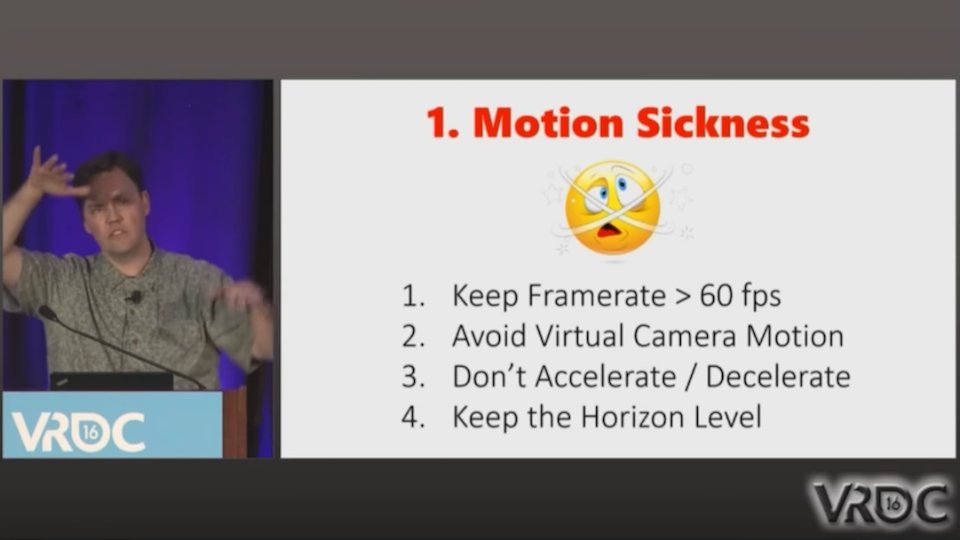 1. Motion Sickness
1. Keep Framerate > 60 fps
2. Avoid Virtual Camera Motion
3. Don't Accelerate / Decelerate
4. Keep the Horizon Level
VRDC 16
VRDC 16